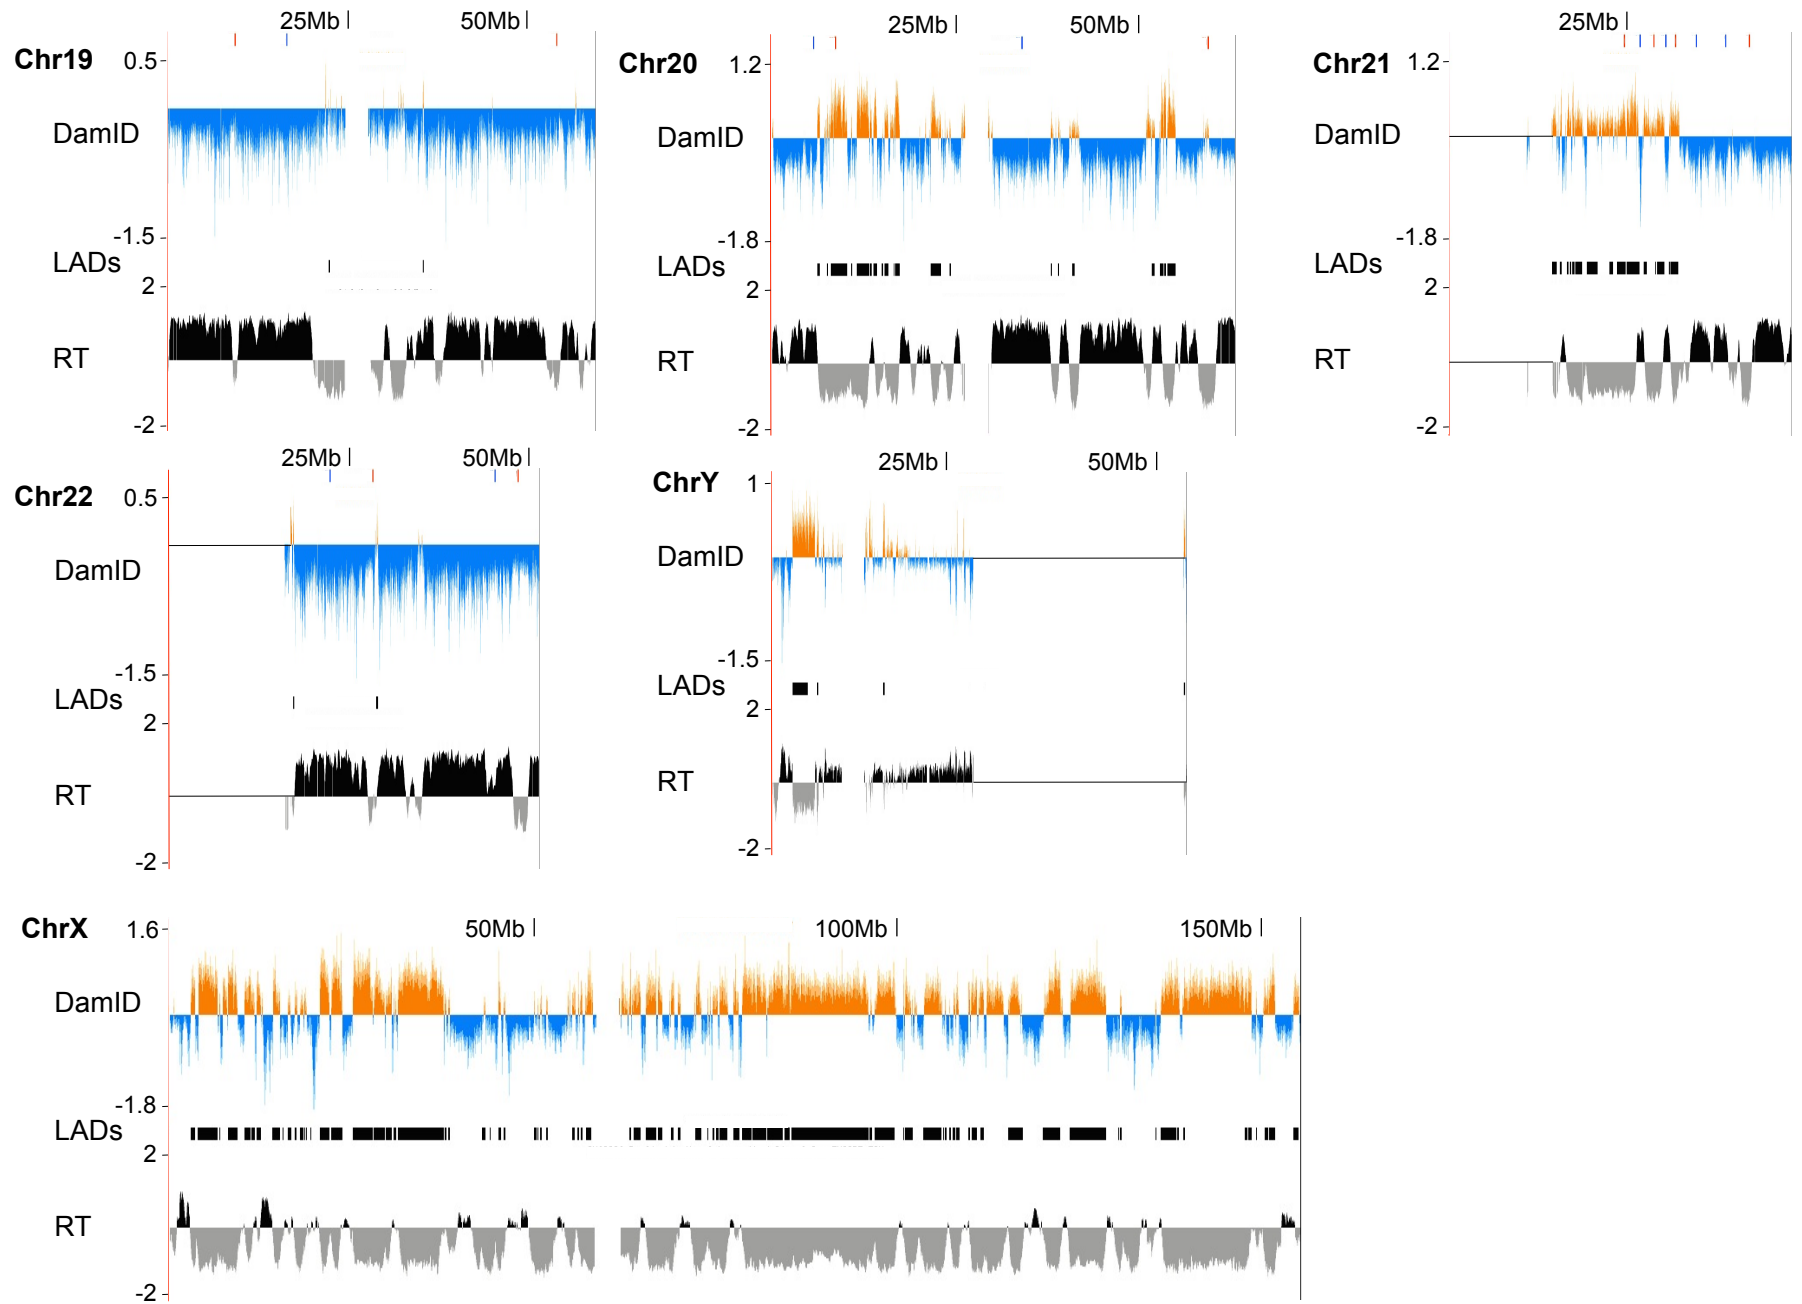 25Mb 50Mb
Chr19 0.5
DamID
-1.5
LADs
2
RT
-2
25Mb 50Mb
Chr20 1.2
DamID
-1.8
LADs
2
RT
-2
25Mb
Chr21 1.2
DamID
-1.8
LADs
2
RT
-2
25Mb 50Mb
Chr22 0.5
DamID
-1.5
LADs
2
RT
-2
25Mb 50Mb
ChrY 1
DamID
-1.5
LADs
2
RT
-2
50Mb 100Mb 150Mb
ChrX 1.6
DamID
-1.8
LADs
2
RT
-2